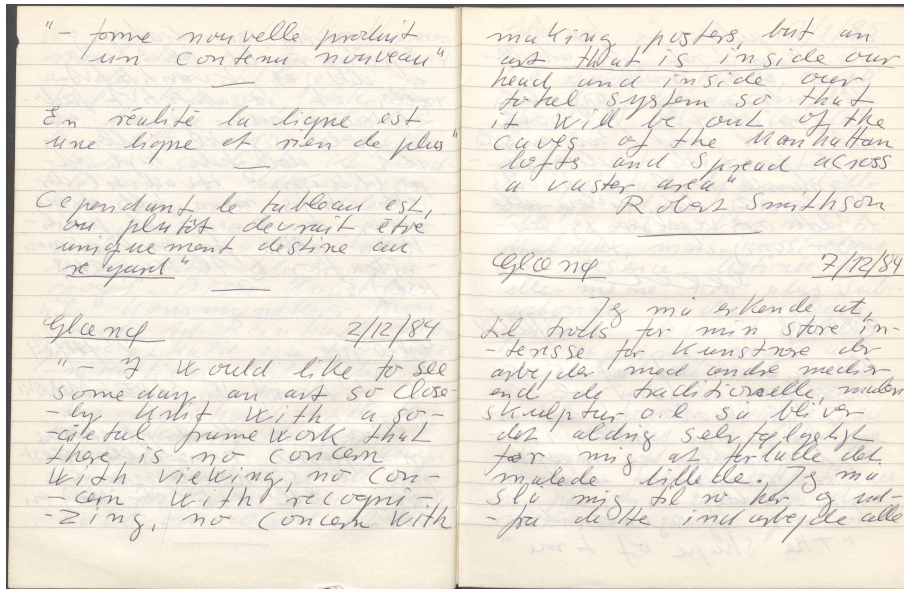 "- forme nouvelle produit
un contenu nouveau"
En réalité la ligne est
une ligne et rien de plus"
Cependant le tableau est,
ou plutôt devrait être
uniquement destiné au
regard"
Glænø 2/12/84
"- I would like to see
someday an art so close-
-ly knit with a so-
-cietal framework that
there is no concern
with viewing, no con-
-cern with recogni-
-zing, no concern with
making posters, but an
art that is inside our
head and inside our
total system so that
it will be out of the
caves of the Manhattan
lofts and spread across
a vaster area"
Robert Smithson
Glænø 7/12/84
Jeg må erkende at,
til trods for min store in-
-teresse for kunstnere der
arbejder med andre medier
end de traditionelle, maleri
skulptur o.l. så bliver
det aldrig selvfølgeligt
for mig at forlade det
malede billede. Jeg må
slå mig til ro her og ud-
-fra dette indarbejde alle